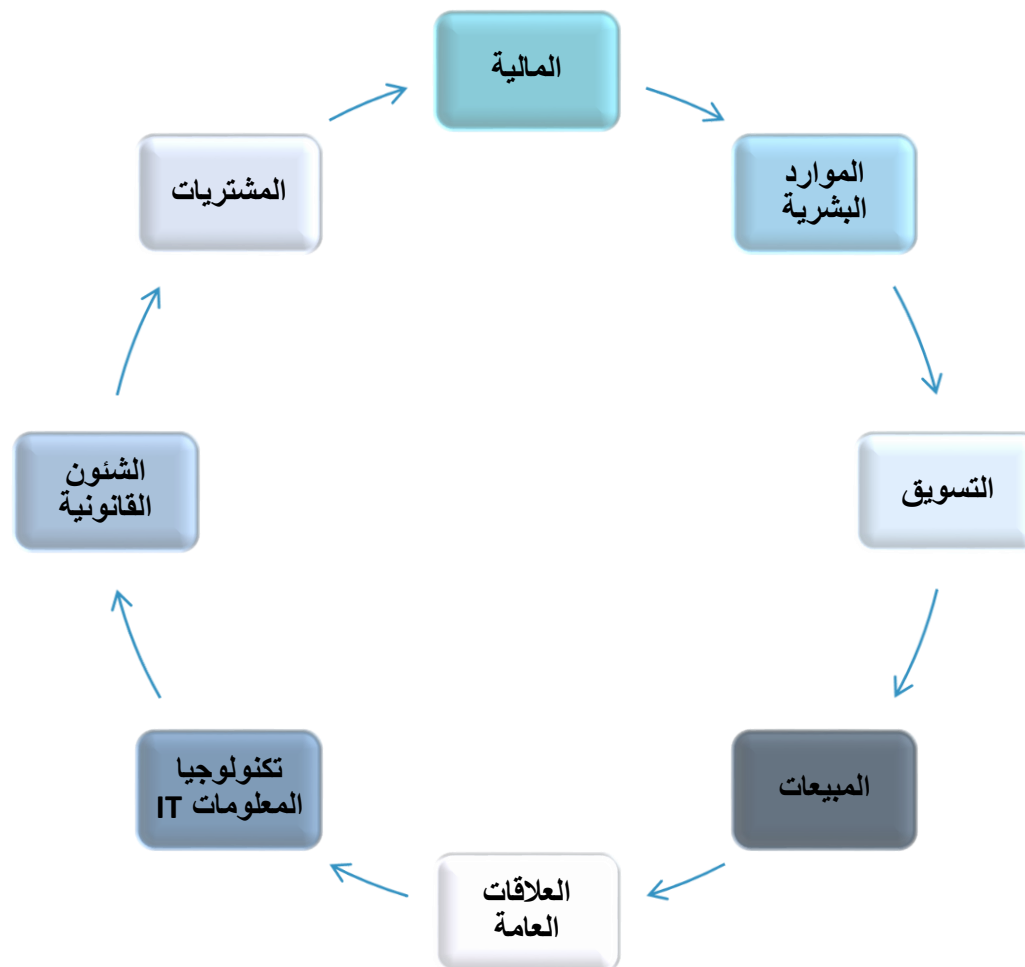 المالية
الموارد
البشرية
التسويق
المبيعات
العلاقات
العامة
تكنولوجيا
المعلومات IT
الشئون
القانونية
المشتريات